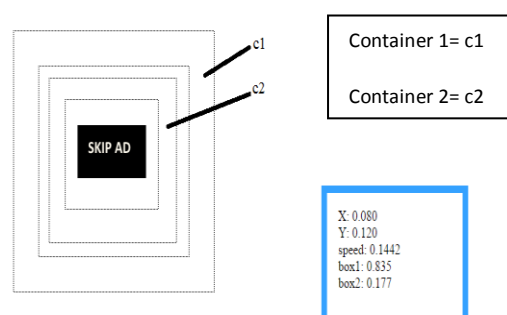 c1
c2
SKIP AD
Container 1= c1
Container 2= c2
X: 0.080
Y: 0.120
speed: 0.1442
box1: 0.835
box2: 0.177